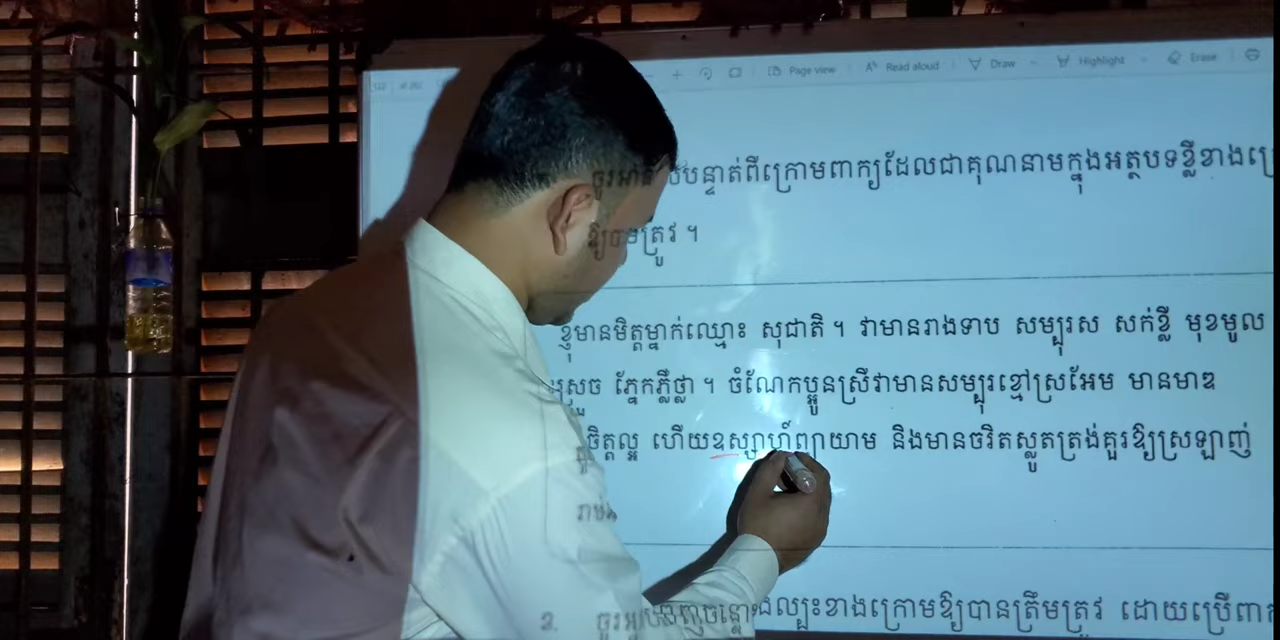 Page view Read aloud Draw Highlight Erase
បន្ទាត់ពីក្រោមពាក្យដែលជាគុណនាមក្នុងអត្ថបទខ្លីខាង
ត្រូវ ។
ខ្ញុំមានមិត្តម្នាក់ឈ្មោះ សុជាតិ ។ វាមានរាងទាប សម្បុរស សក់ខ្លី មុខមូល
ស្រួច ភ្នែកភ្លឺថ្លា ។ ចំណែកប្អូនស្រីវាមានសម្បុរខ្មៅស្រអែម មានមាឌ
ចិត្តល្អ ហើយឧស្សាហ៍ព្យាយាម និងមានចរិតស្លូតត្រង់គួរឱ្យស្រឡាញ់
ខាងក្រោមឱ្យបានត្រឹមត្រូវ ដោយប្រើ